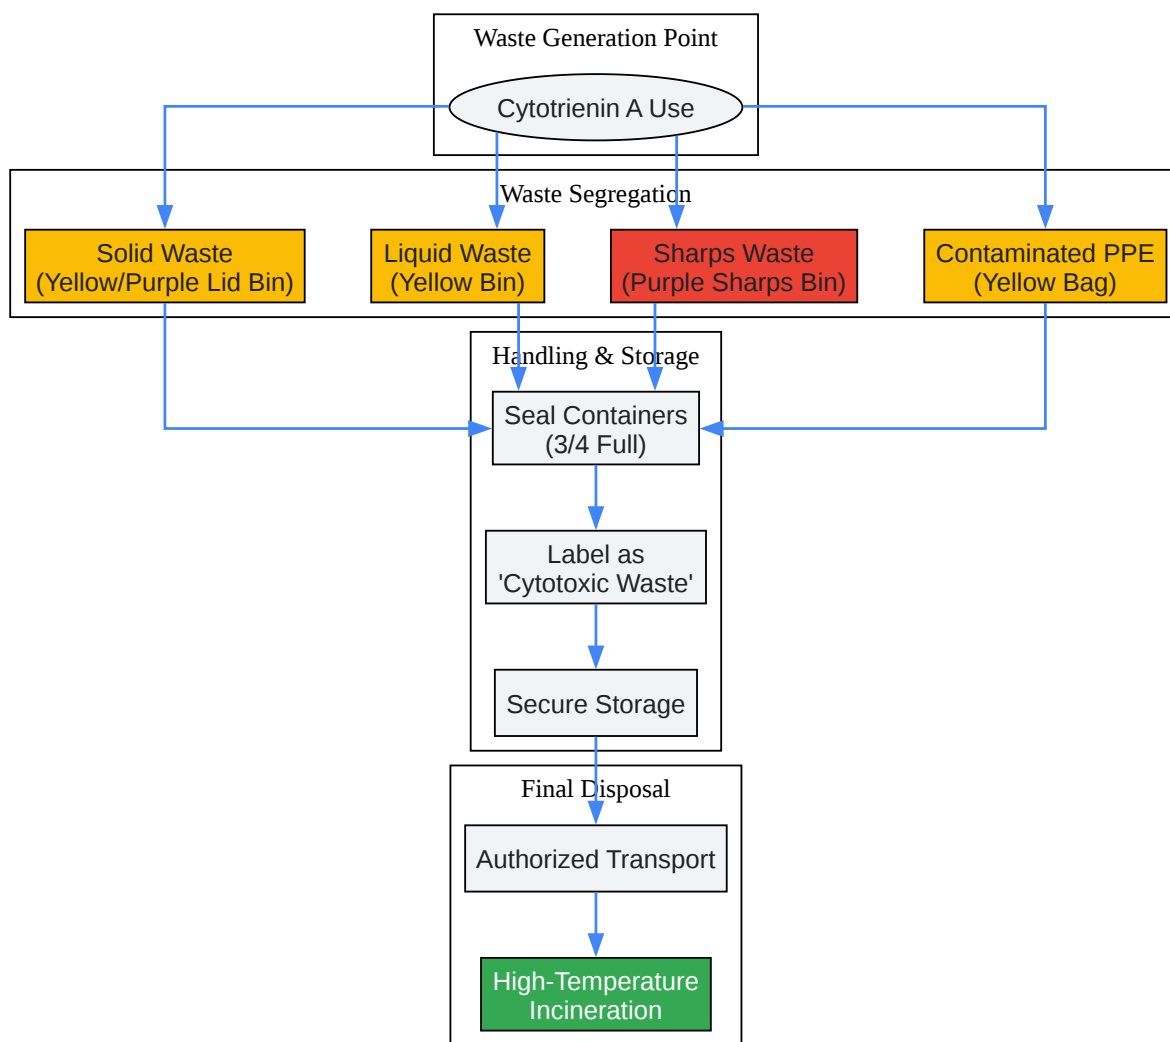 Waste Generation Point
Cytotrienin A Use
Waste Segregation
Solid Waste
(Yellow/Purple Lid Bin)
Liquid Waste
(Yellow Bin)
Sharps Waste
(Purple Sharps Bin)
Contaminated PPE
(Yellow Bag)
Handling & Storage
Seal Containers
(3/4 Full)
Label as
'Cytotoxic Waste'
Secure Storage
Final Disposal
Authorized Transport
High-Temperature
Incineration